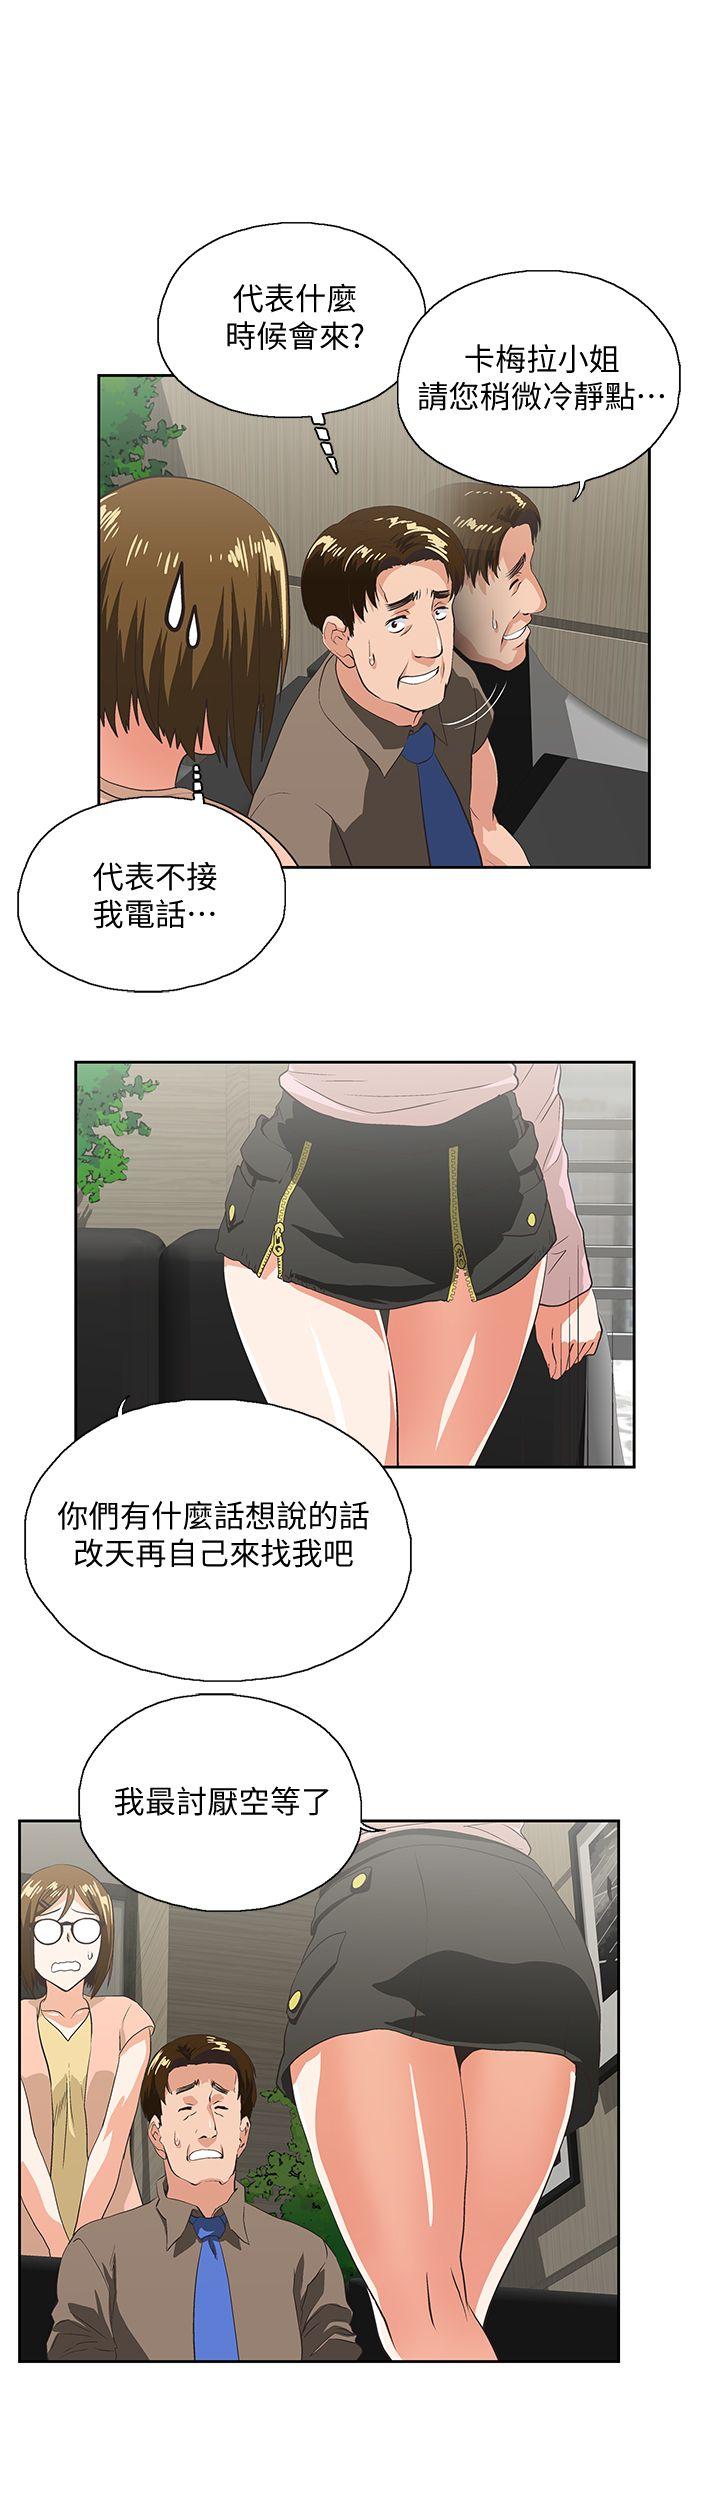 卡梅拉小姐
請您稍微冷靜點…
代表什麼
時候會來?
代表不接
我電話…
你們有什麼話想說的話
改天再自己來找我吧
我最討厭空等了